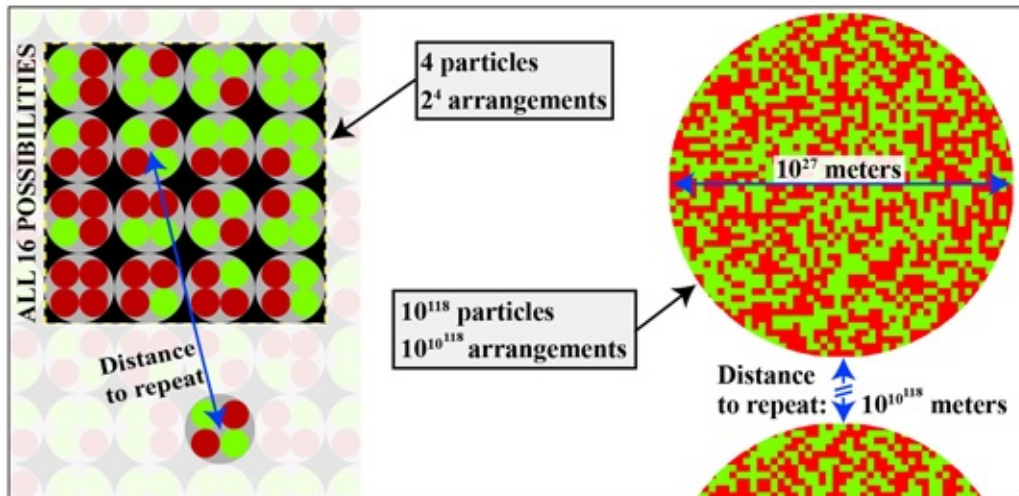 ALL 16 POSSIBILITIES
4 particles
2⁴ arrangements
Distance
to repeat
10²⁷ meters
10¹¹⁸ particles
10^10^118 arrangements
Distance
to repeat: 10^10^118 meters